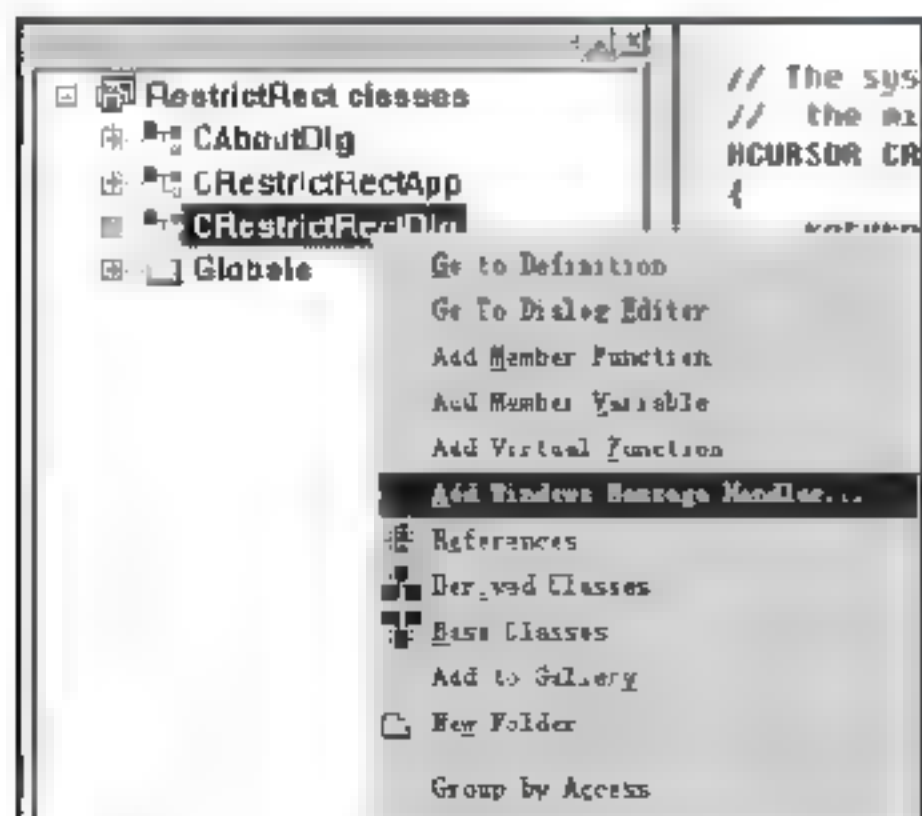 RestrictRect classes
CAboutDlg
CRestrictRectApp
CRestrictRectDlg
Globals
// The sys
// the mi
HCURSOR CR
{
Go to Definition
Go To Dialog Editor
Add Member Function
Add Member Variable
Add Virtual Function
Add Windows Message Handler...
References
Derived Classes
Base Classes
Add to Gallery
New Folder
Group by Access